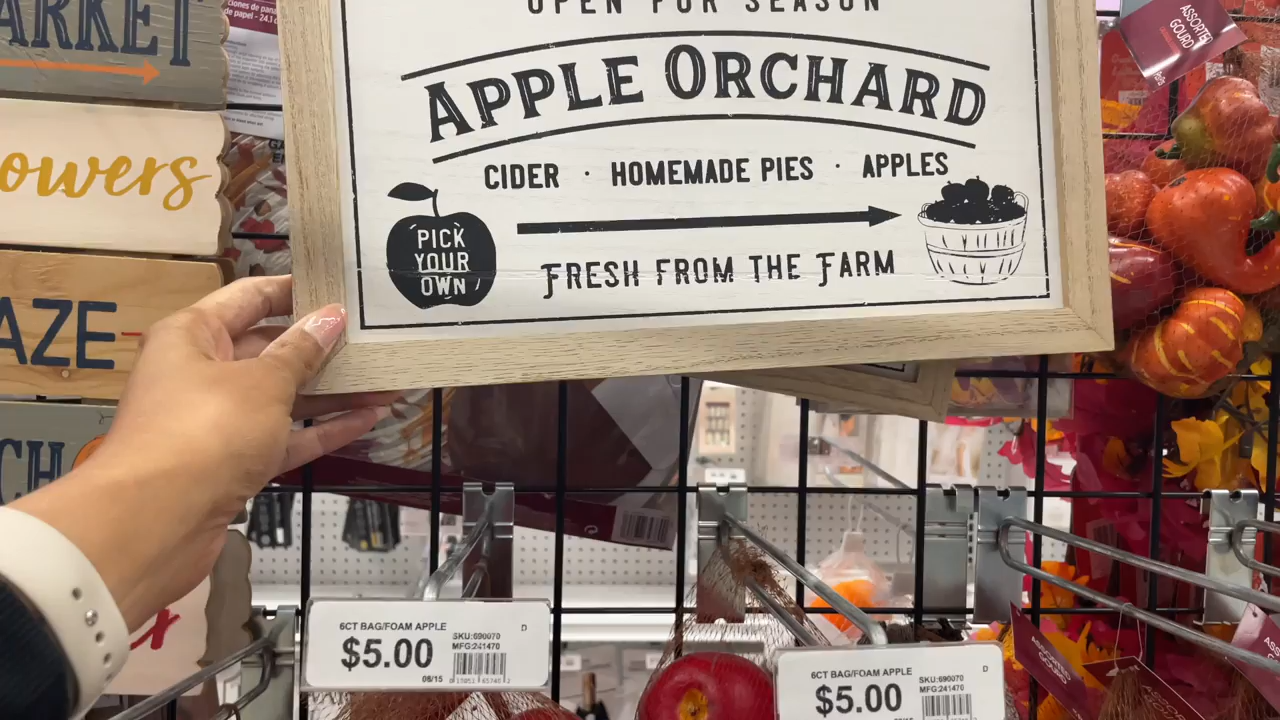 OPEN FOR SEASON
APPLE ORCHARD
CIDER · HOMEMADE PIES · APPLES
PICK
YOUR
OWN
FRESH FROM THE FARM
ARKET
owers
AZE
CH
x
ASSORTED
GOURD
6CT BAG/FOAM APPLE
$5.00
SKU:690070
MFG:241470
D
08/15
6CT BAG/FOAM APPLE
$5.00
SKU:690070
MFG:241470
D